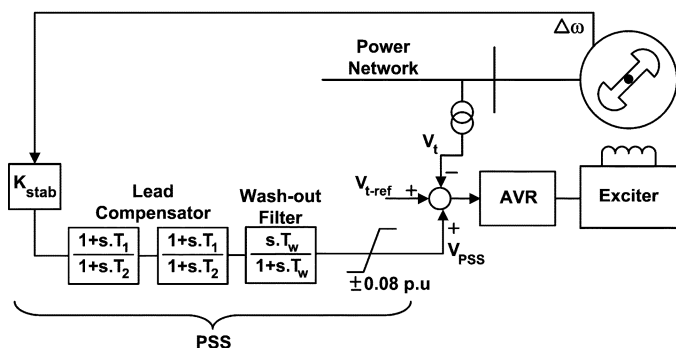 Δω
Power
Network
V_t
K_stab
Lead
Compensator
Wash-out
Filter
V_t-ref
+
−
AVR
Exciter
1+s.T_1
1+s.T_2
1+s.T_1
1+s.T_2
s.T_w
1+s.T_w
+
V_PSS
±0.08 p.u
PSS